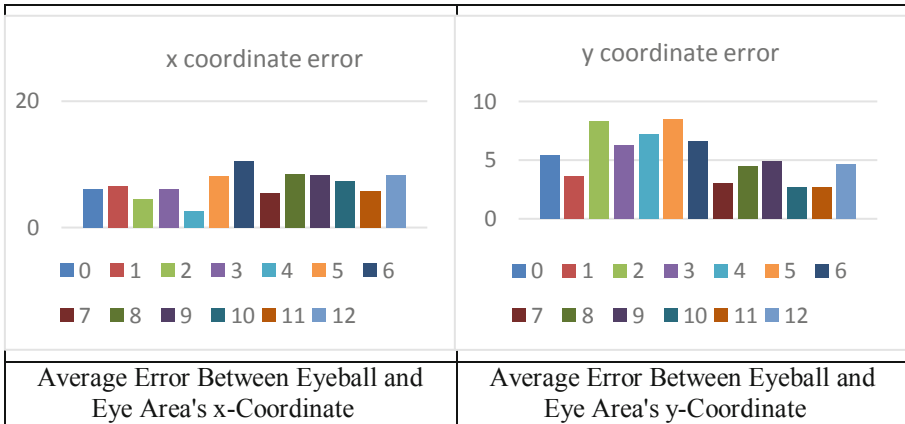 x coordinate error
20
0
0 1 2 3 4 5 6
7 8 9 10 11 12
y coordinate error
10
5
0
0 1 2 3 4 5 6
7 8 9 10 11 12
Average Error Between Eyeball and
Eye Area's x-Coordinate
Average Error Between Eyeball and
Eye Area's y-Coordinate